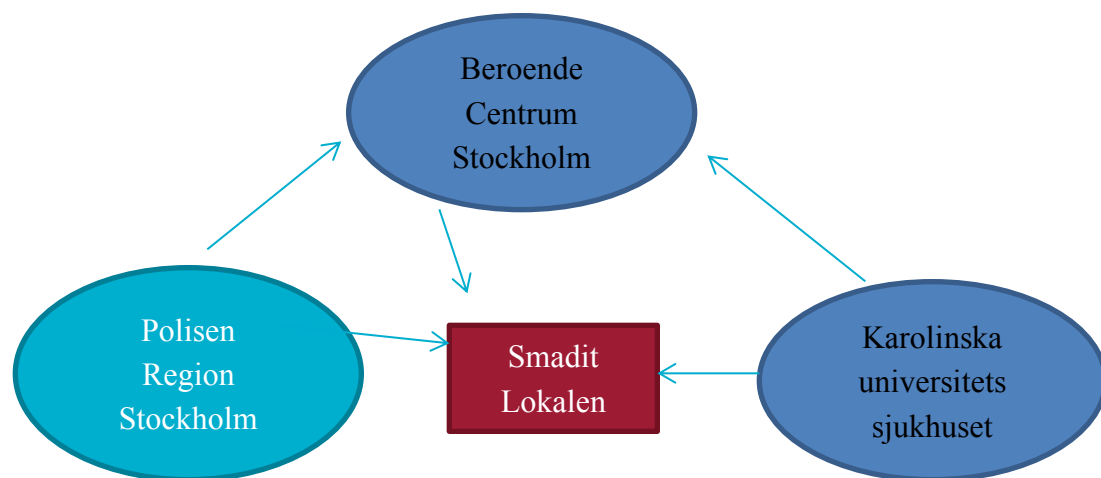 Beroende
Centrum
Stockholm
Polisen
Region
Stockholm
Smadit
Lokalen
Karolinska
universitets
sjukhuset